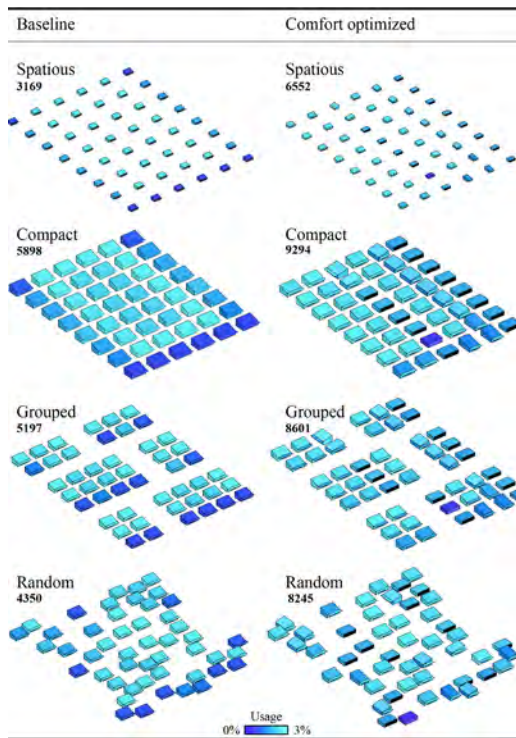 Baseline Comfort optimized
Spatious Spatious
3169 6552
Compact Compact
5898 9294
Grouped Grouped
5197 8601
Random Random
4350 8245
Usage
0% 3%